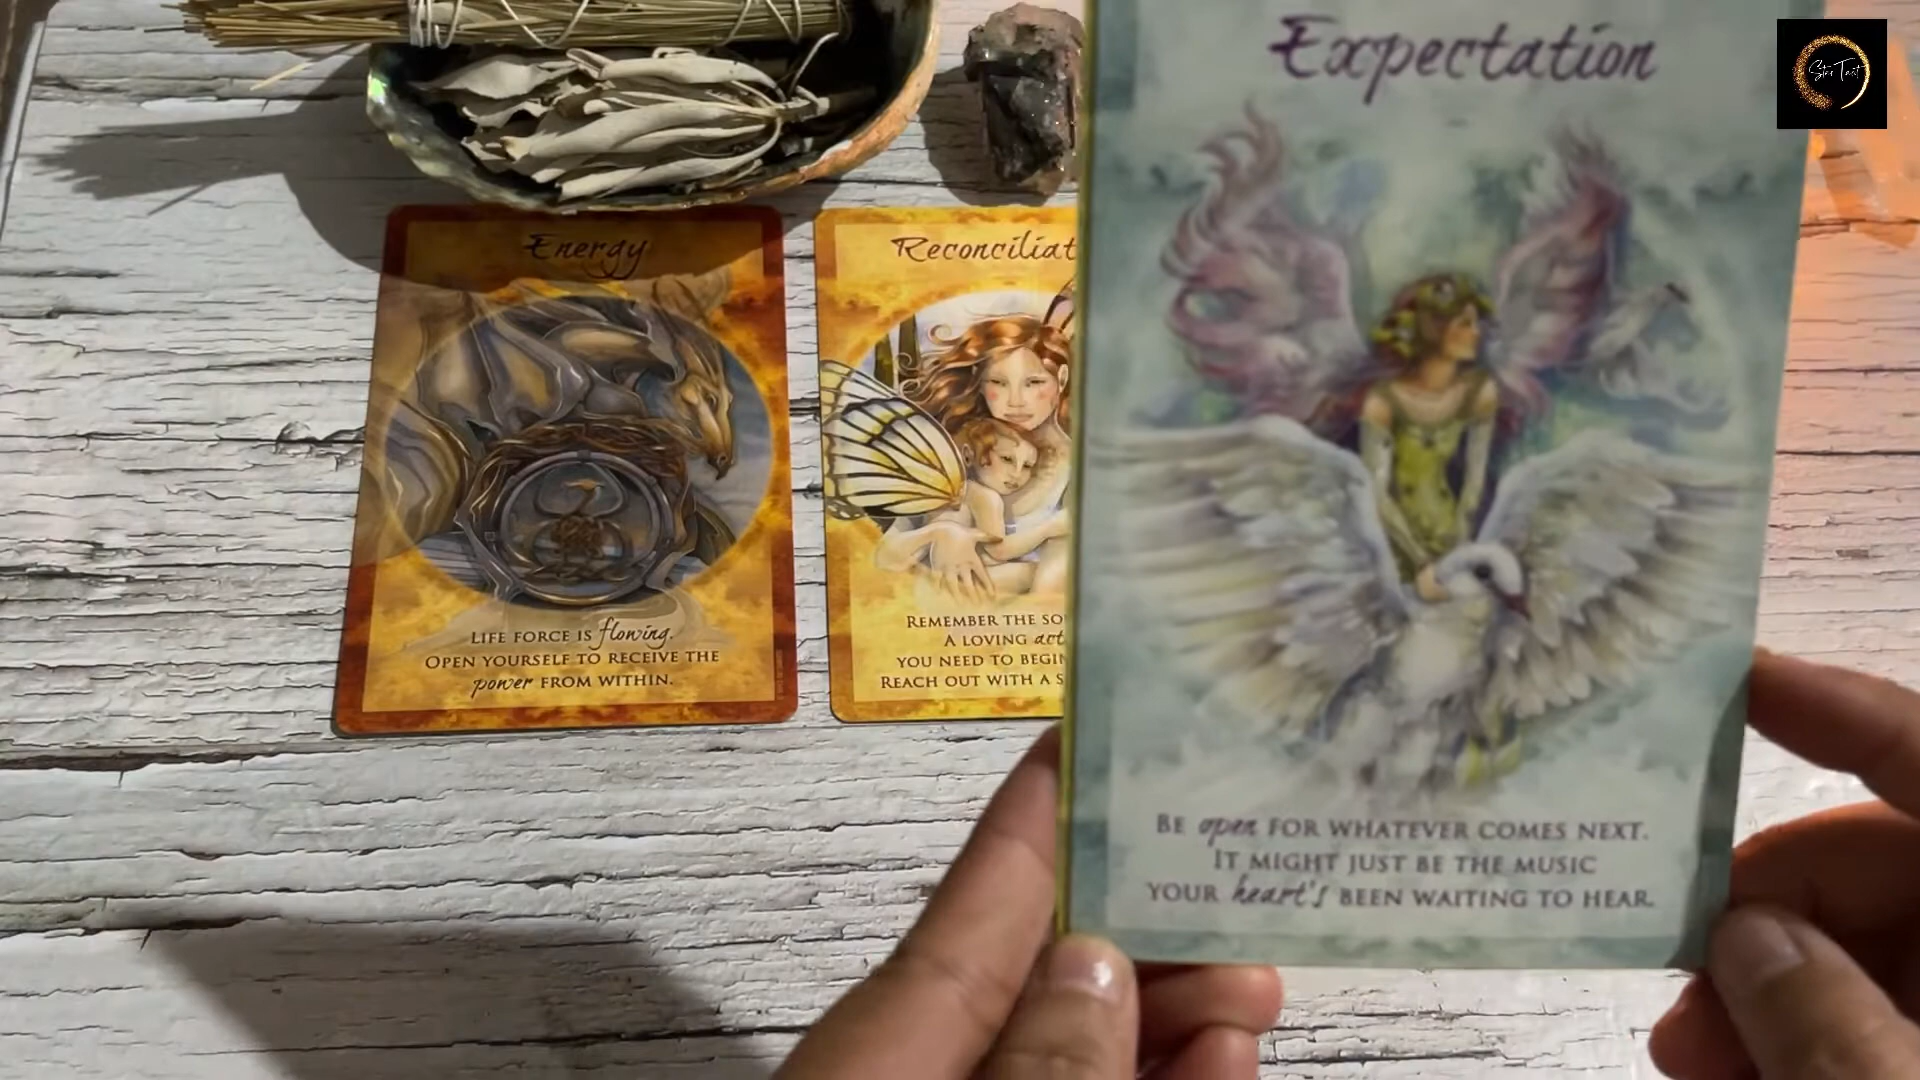 Expectation
Star Tarot
Energy
LIFE FORCE IS flowing.
OPEN YOURSELF TO RECEIVE THE
power FROM WITHIN.
Reconciliat
REMEMBER THE
A LOVING
YOU NEED TO BEGIN
REACH OUT WITH A
BE open FOR WHATEVER COMES NEXT.
IT MIGHT JUST BE THE MUSIC
YOUR heart's BEEN WAITING TO HEAR.